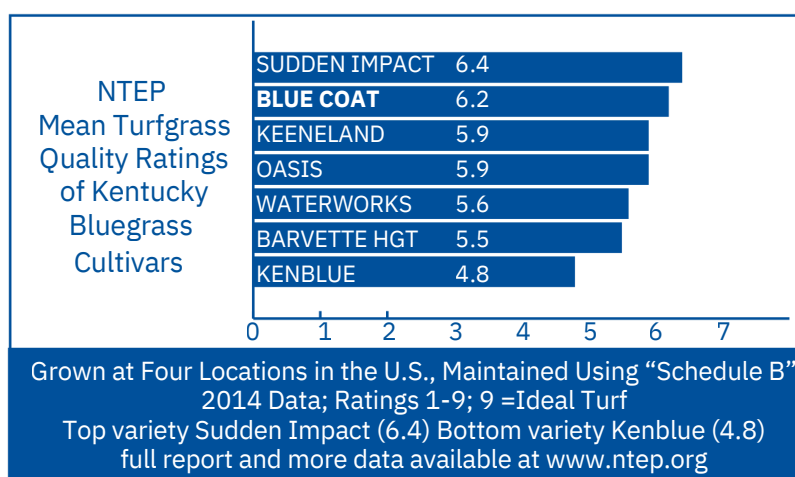 NTEP
Mean Turfgrass
Quality Ratings
of Kentucky
Bluegrass
Cultivars
SUDDEN IMPACT 6.4
BLUE COAT 6.2
KEENELAND 5.9
OASIS 5.9
WATERWORKS 5.6
BARVETTE HGT 5.5
KENBLUE 4.8
0 1 2 3 4 5 6 7
Grown at Four Locations in the U.S., Maintained Using “Schedule B”
2014 Data; Ratings 1-9; 9 =Ideal Turf
Top variety Sudden Impact (6.4) Bottom variety Kenblue (4.8)
full report and more data available at www.ntep.org